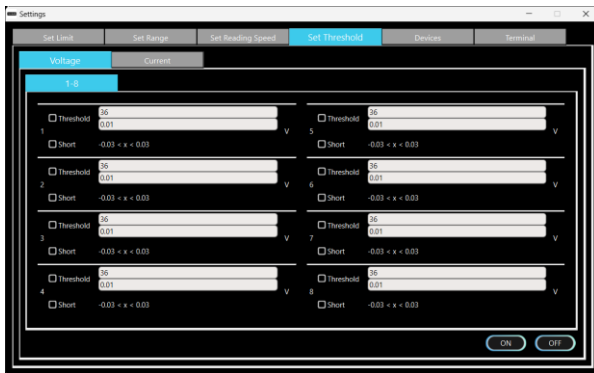 Settings
Set Limit Set Range Set Reading Speed Set Threshold Devices Terminal
Voltage Current
1-8
Threshold 36
0.01
1 V
Short -0.03 < x < 0.03
Threshold 36
0.01
2 V
Short -0.03 < x < 0.03
Threshold 36
0.01
3 V
Short -0.03 < x < 0.03
Threshold 36
0.01
4 V
Short -0.03 < x < 0.03
Threshold 36
0.01
5 V
Short -0.03 < x < 0.03
Threshold 36
0.01
6 V
Short -0.03 < x < 0.03
Threshold 36
0.01
7 V
Short -0.03 < x < 0.03
Threshold 36
0.01
8 V
Short -0.03 < x < 0.03
ON OFF